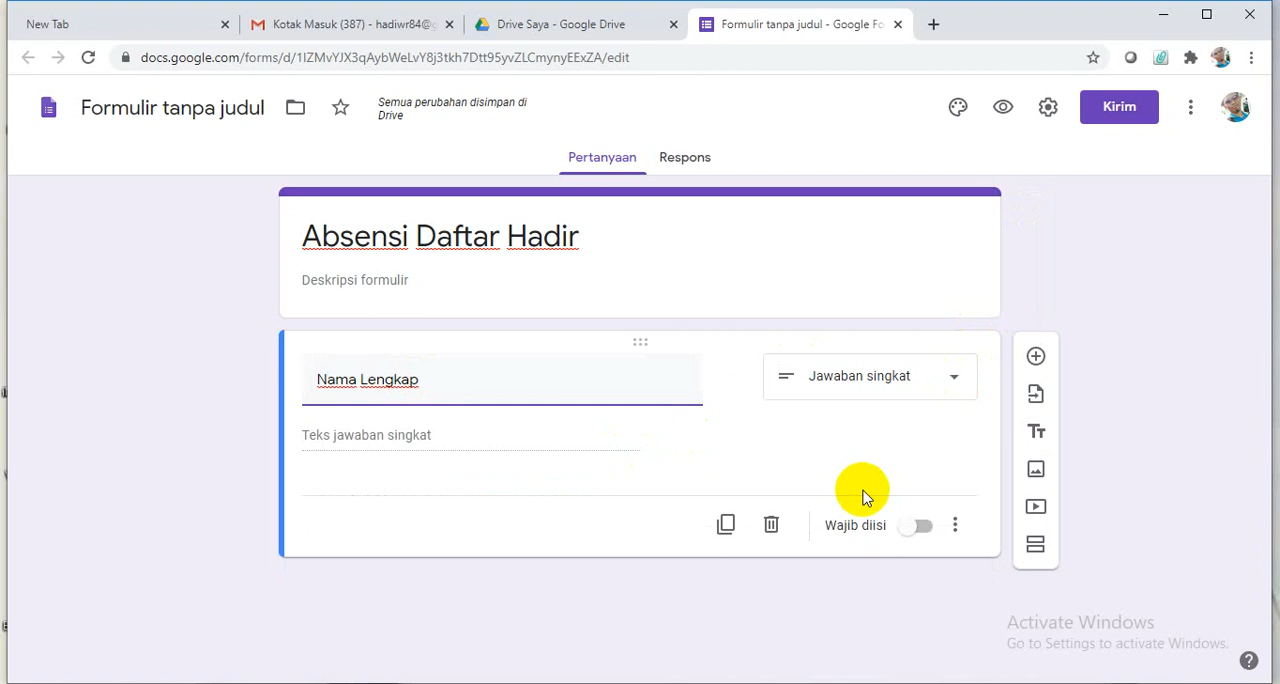 New Tab
Kotak Masuk (387) - hadiwr84@g
Drive Saya - Google Drive
Formulir tanpa judul - Google Fo
docs.google.com/forms/d/1IZMvYJX3qAybWeLvY8j3tkh7Dtt95yvZLCmynyEExZA/edit
Formulir tanpa judul
Semua perubahan disimpan di
Drive
Kirim
Pertanyaan
Respons
Absensi Daftar Hadir
Deskripsi formulir
Nama Lengkap
Jawaban singkat
Teks jawaban singkat
Wajib diisi
Activate Windows
Go to Settings to activate Windows.